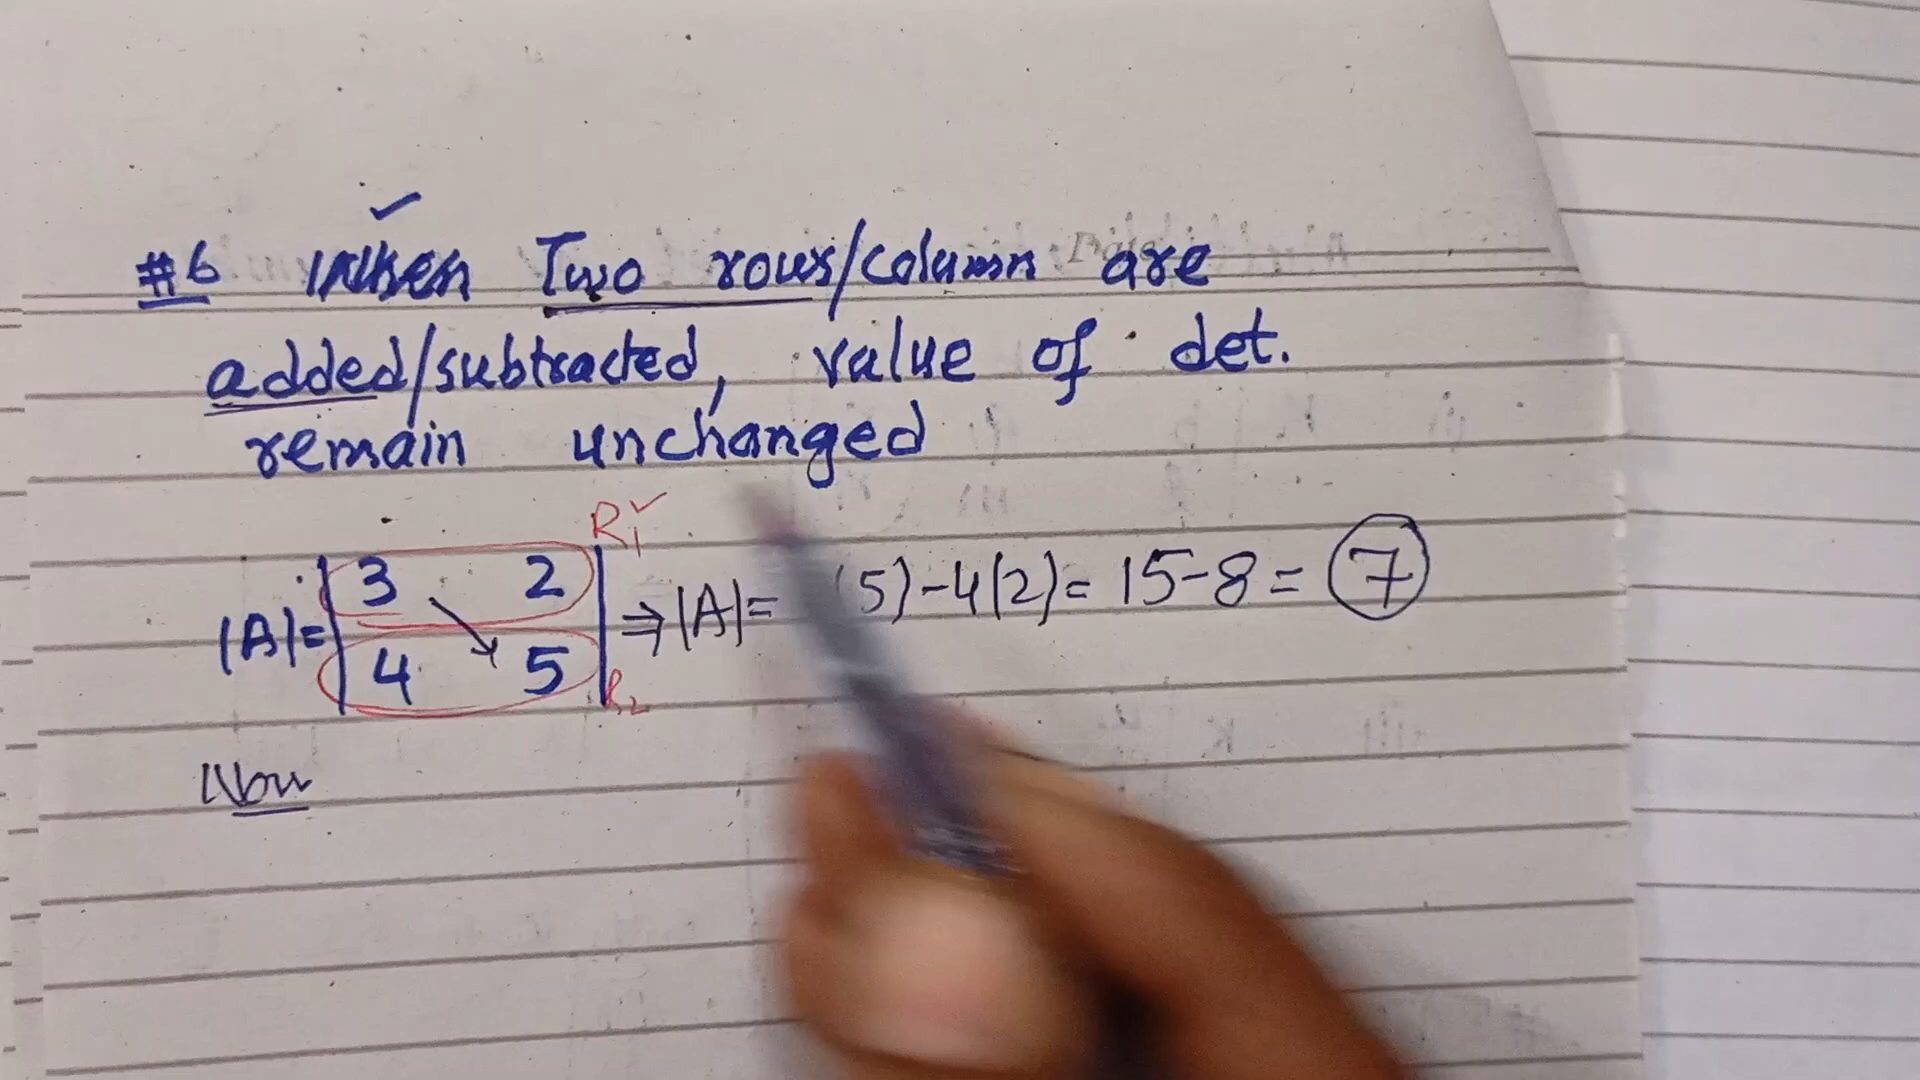 #6 When Two rows/column are
added/subtracted, value of det.
remain unchanged
R1
|A|= | 3 2 | ⇒ |A|= (5)-4(2)= 15-8= 7
| 4 5 |
R2
Now